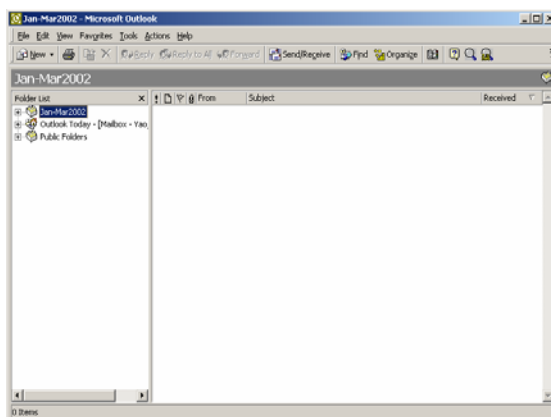 Jan-Mar2002 - Microsoft Outlook
File Edit View Favorites Tools Actions Help
New Reply Reply to All Forward Send/Receive Find Organize
Jan-Mar2002
Folder List From Subject Received
Jan-Mar2002
Outlook Today - [Mailbox - Yao,
Public Folders
0 Items